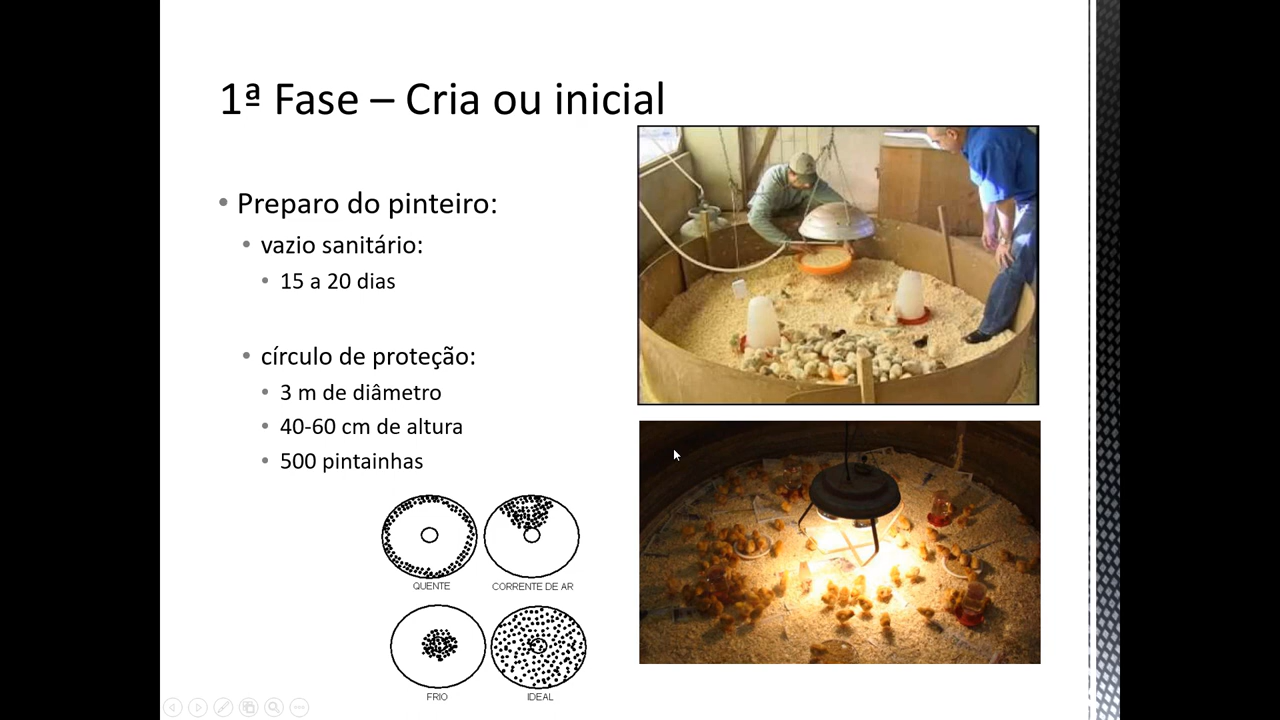 1ª Fase – Cria ou inicial
• Preparo do pinteiro:
• vazio sanitário:
• 15 a 20 dias
• círculo de proteção:
• 3 m de diâmetro
• 40-60 cm de altura
• 500 pintainhas
QUENTE
CORRENTE DE AR
FRIO
IDEAL